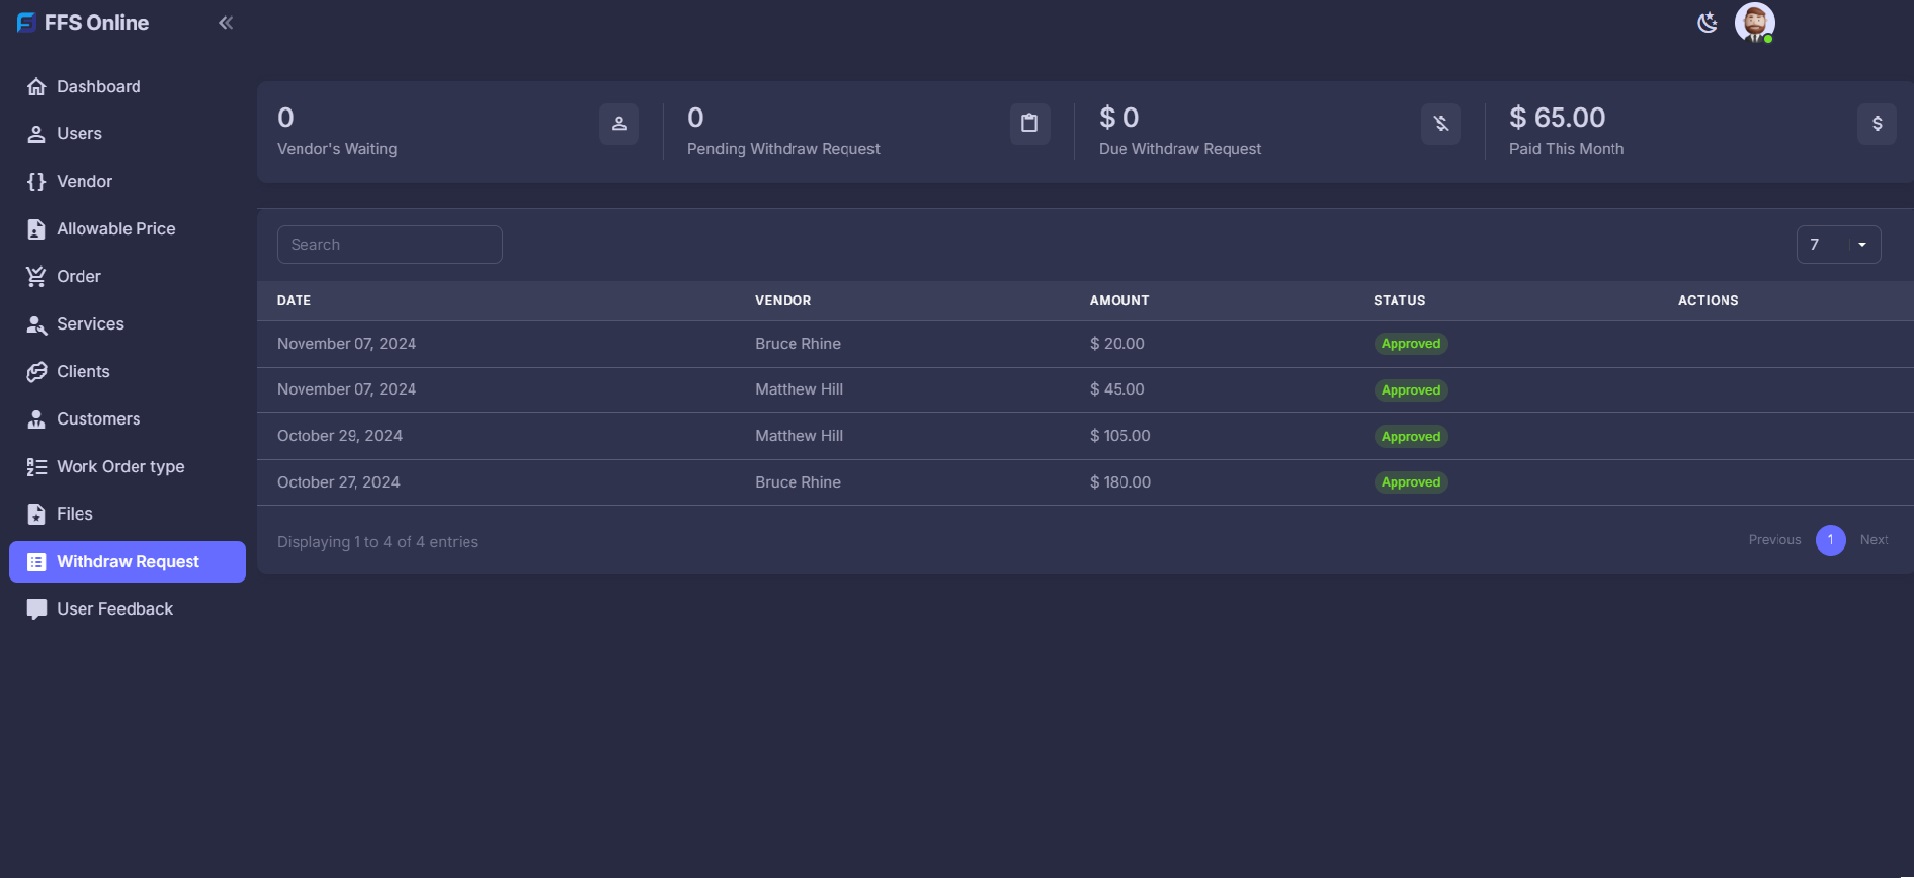 FFS Online
Dashboard
Users
Vendor
Allowable Price
Order
Services
Clients
Customers
Work Order type
Files
Withdraw Request
User Feedback
0
Vendor's Waiting
0
Pending Withdraw Request
$ 0
Due Withdraw Request
$ 65.00
Paid This Month
Search
7
DATE VENDOR AMOUNT STATUS ACTIONS
November 07, 2024 Bruce Rhine $ 20.00 Approved
November 07, 2024 Matthew Hill $ 45.00 Approved
October 29, 2024 Matthew Hill $ 105.00 Approved
October 27, 2024 Bruce Rhine $ 180.00 Approved
Displaying 1 to 4 of 4 entries
Previous 1 Next